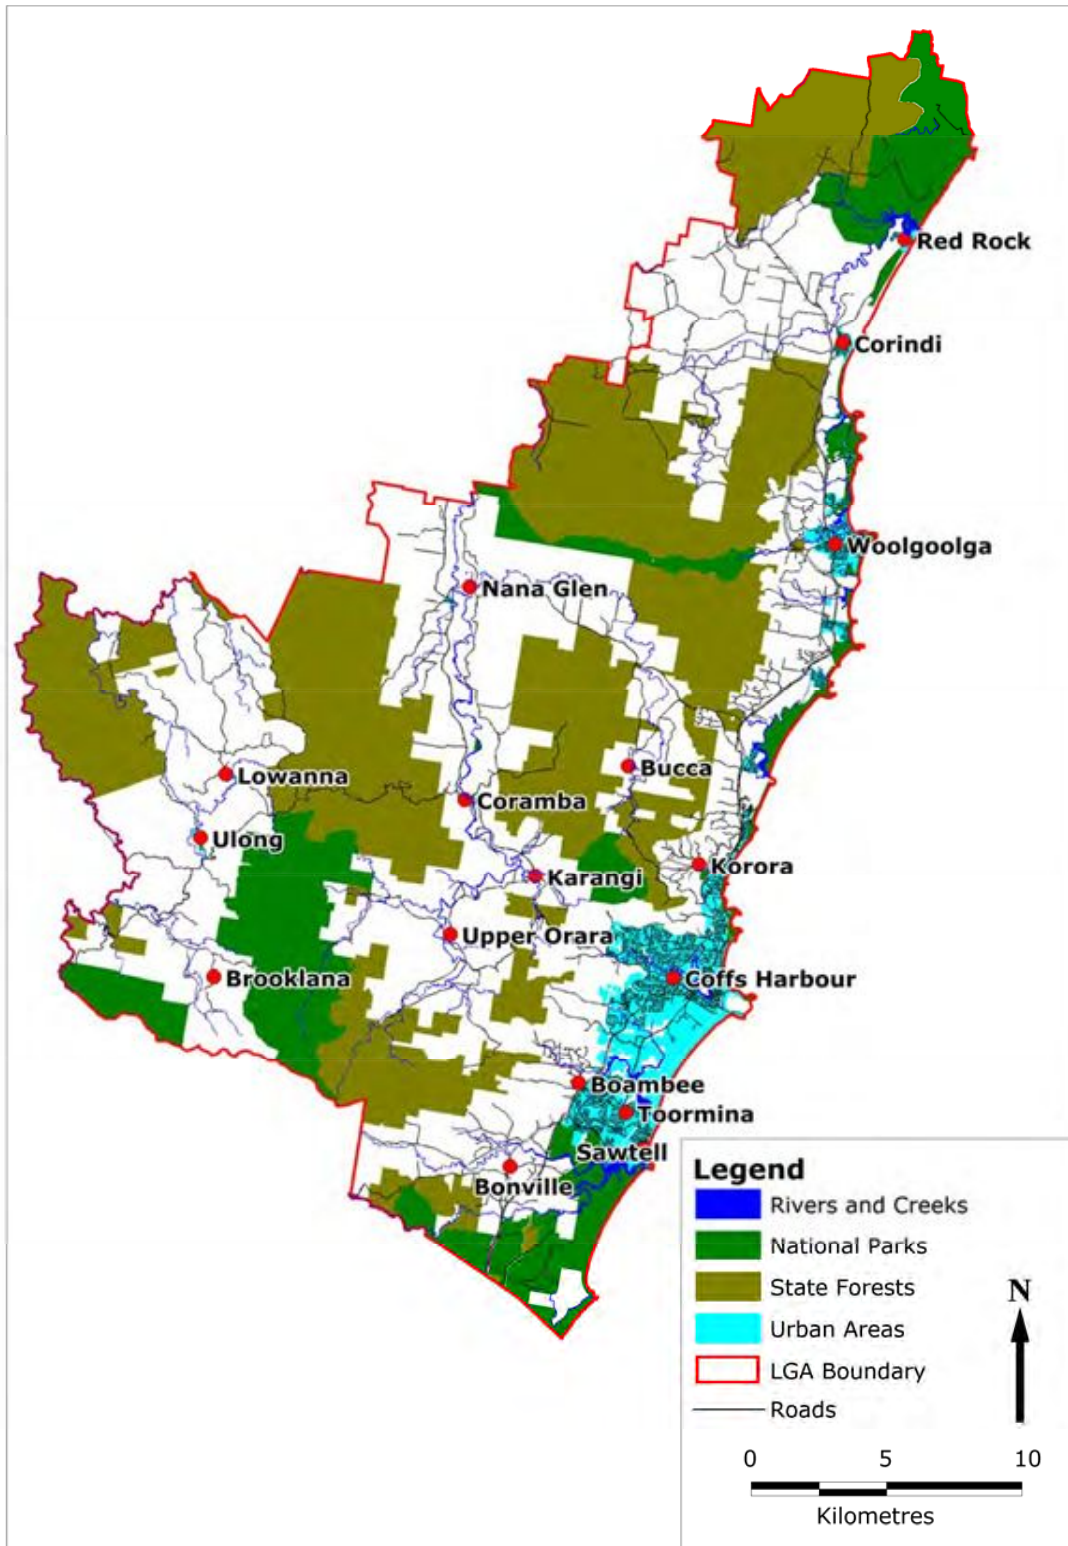 Red Rock
Corindi
Woolgoolga
Nana Glen
Bucca
Lowanna
Coramba
Ulong
Korora
Karangi
Upper Orara
Brooklana
Coffs Harbour
Boambee
Toormina
Sawtell
Bonville
Legend
Rivers and Creeks
National Parks
State Forests
Urban Areas
LGA Boundary
Roads
N
0 5 10
Kilometres